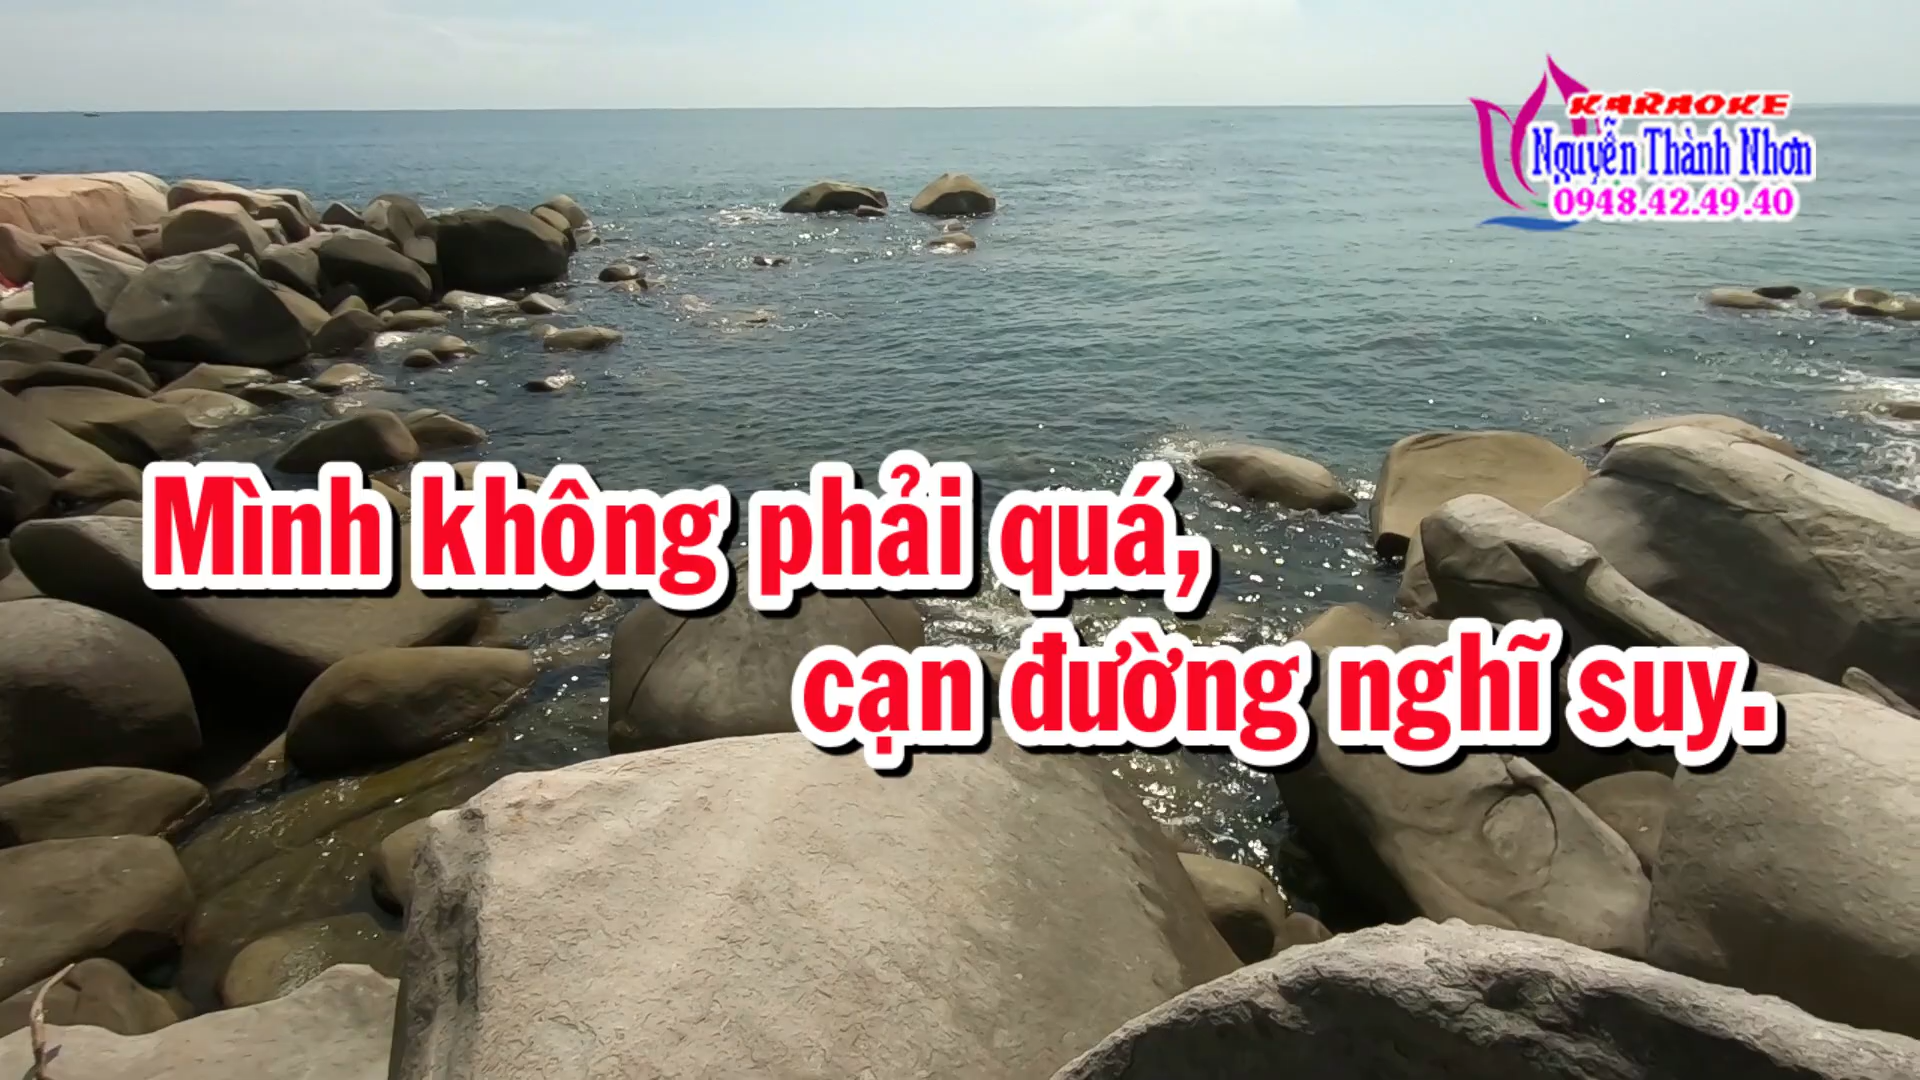 KARAOKE
Nguyễn Thành Nhơn
0948.42.49.40
Mình không phải quá,
cạn đường nghĩ suy.